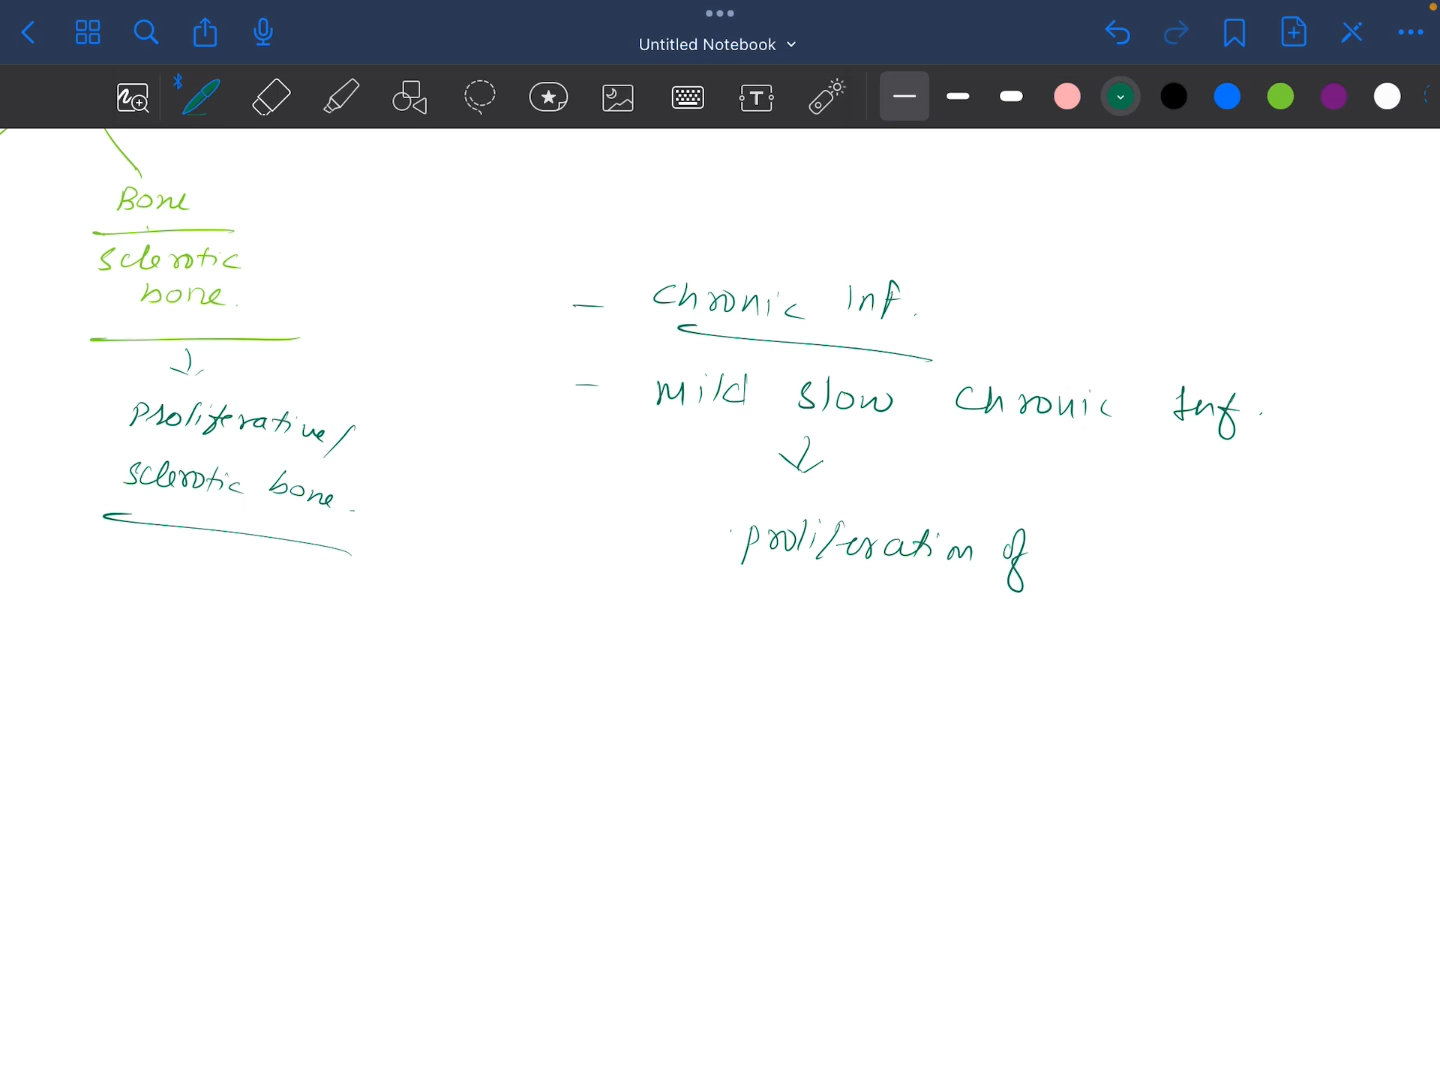 Untitled Notebook
Bone
sclerotic
bone.
Proliferative/
sclerotic bone.
- Chronic Inf.
- Mild slow chronic Inf.
proliferation of